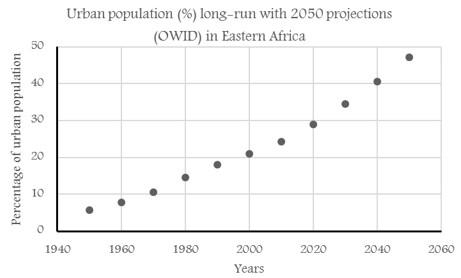 Urban population (%) long-run with 2050 projections
(OWID) in Eastern Africa
Percentage of urban population
50
40
30
20
10
0
1940 1960 1980 2000 2020 2040 2060
Years